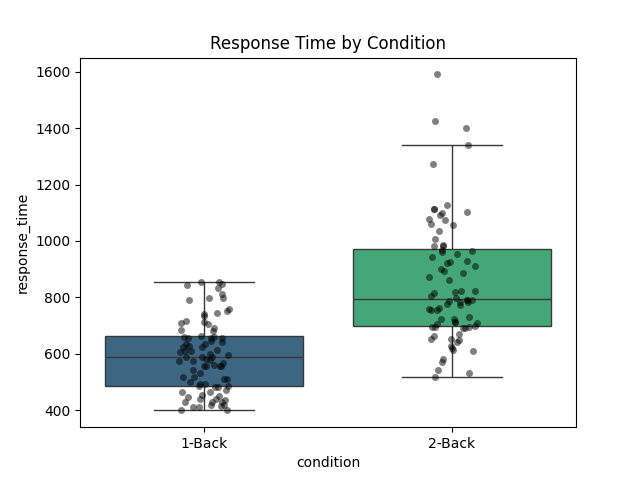 Response Time by Condition
1600
1400
1200
1000
800
600
400
response_time
1-Back
2-Back
condition